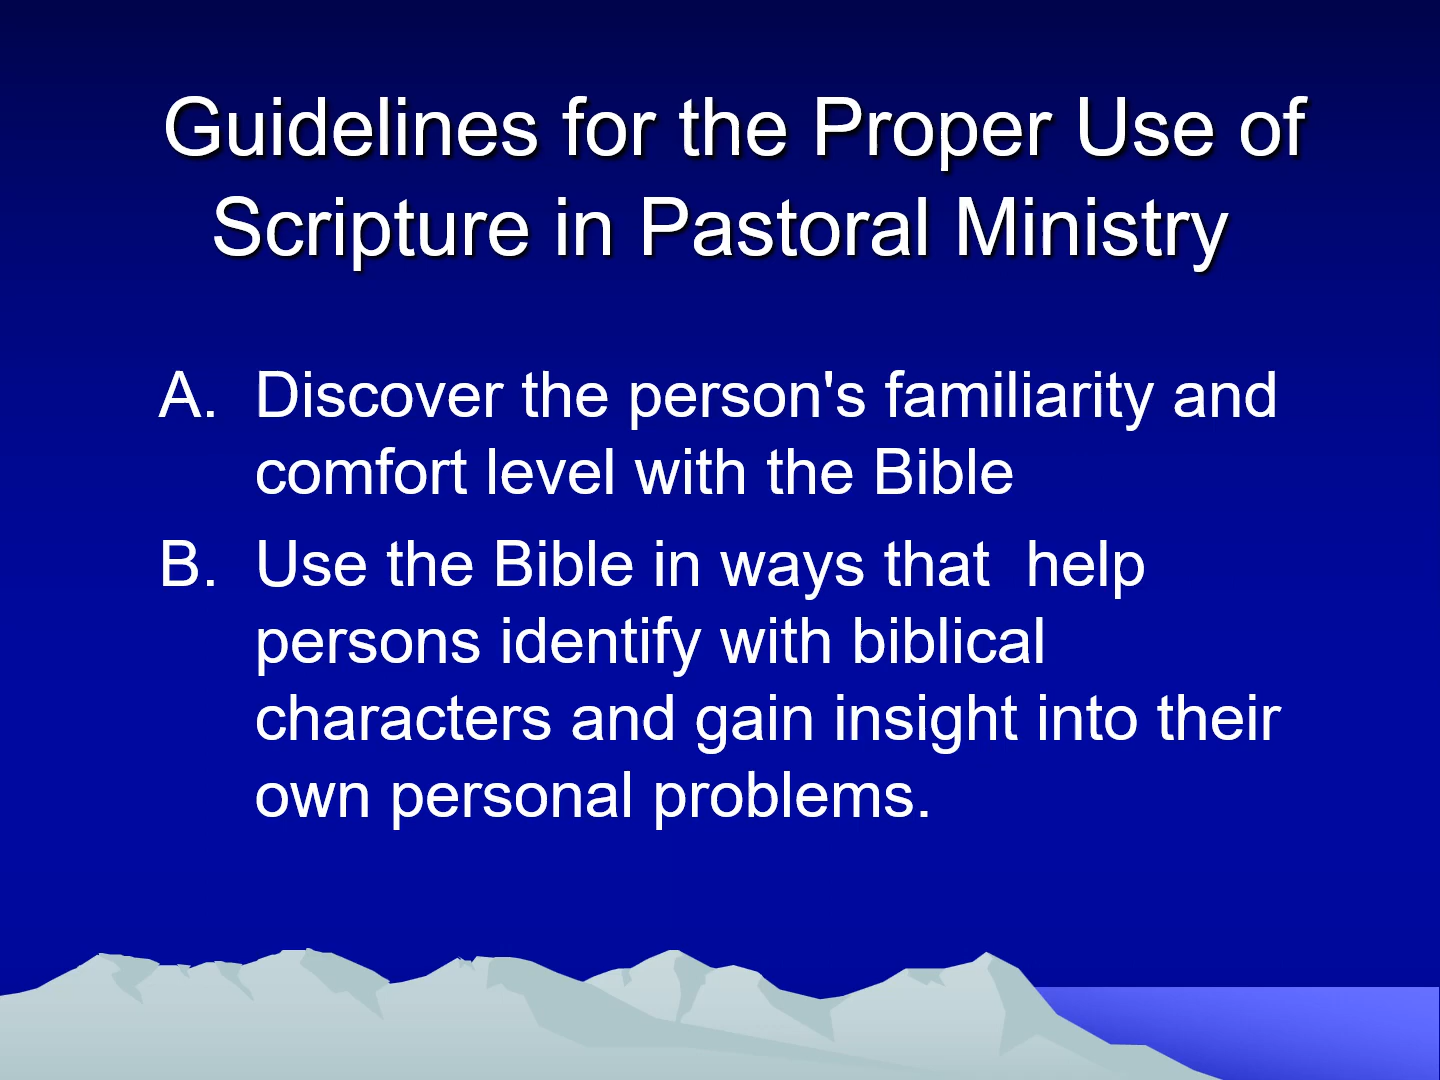 Guidelines for the Proper Use of
Scripture in Pastoral Ministry
A. Discover the person's familiarity and
comfort level with the Bible
B. Use the Bible in ways that  help
persons identify with biblical
characters and gain insight into their
own personal problems.